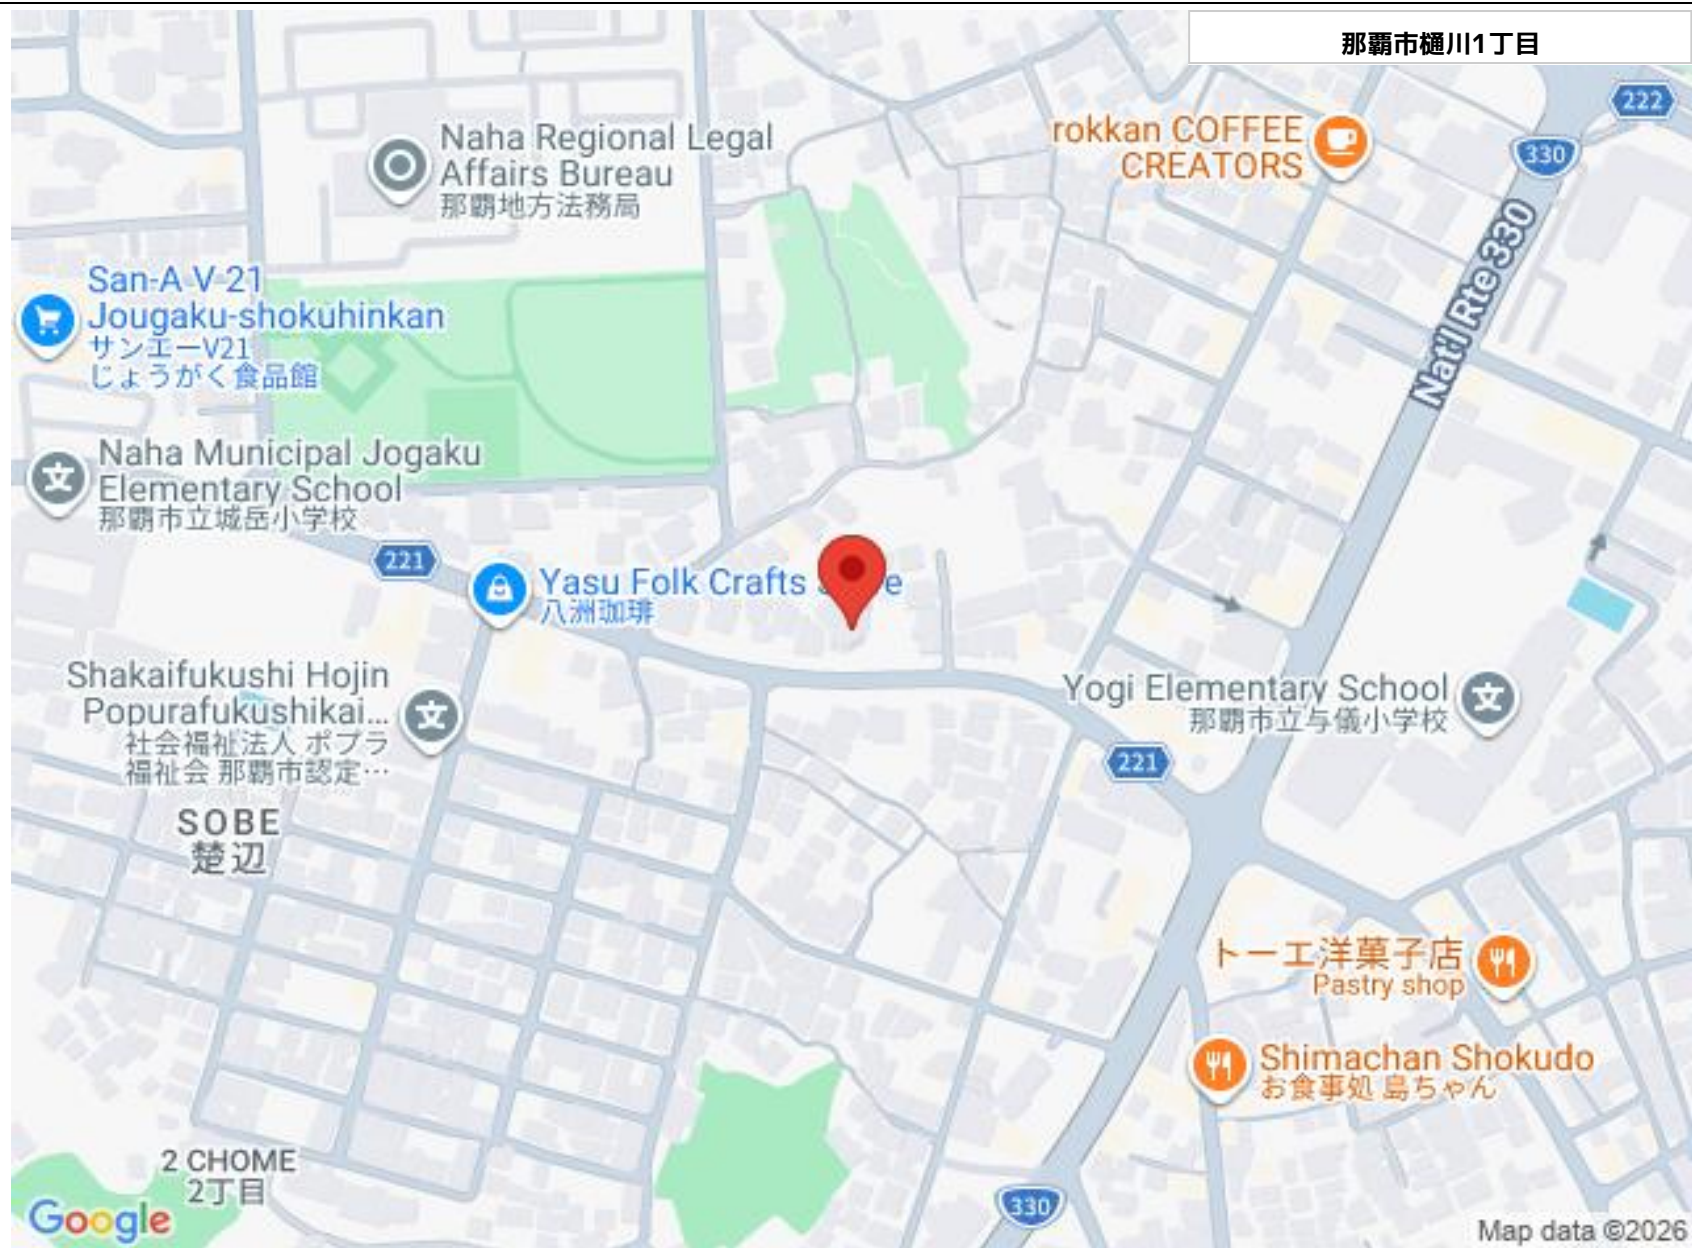 那覇市樋川1丁目
222
Naha Regional Legal
Affairs Bureau
那覇地方法務局
rokkan COFFEE
CREATORS
330
Nat'l Rte 330
San-A V-21
Jougaku-shokuhinkan
サンエーV21
じょうがく食品館
Naha Municipal Jogaku
Elementary School
那覇市立城岳小学校
221
Yasu Folk Crafts
八洲珈琲
Shakaifukushi Hojin
Popurafukushikai...
社会福祉法人 ポプラ
福祉会 那覇市認定…
Yogi Elementary School
那覇市立与儀小学校
221
SOBE
楚辺
トーエ洋菓子店
Pastry shop
Shimachan Shokudo
お食事処 島ちゃん
2 CHOME
2丁目
330
Google
Map data ©2026